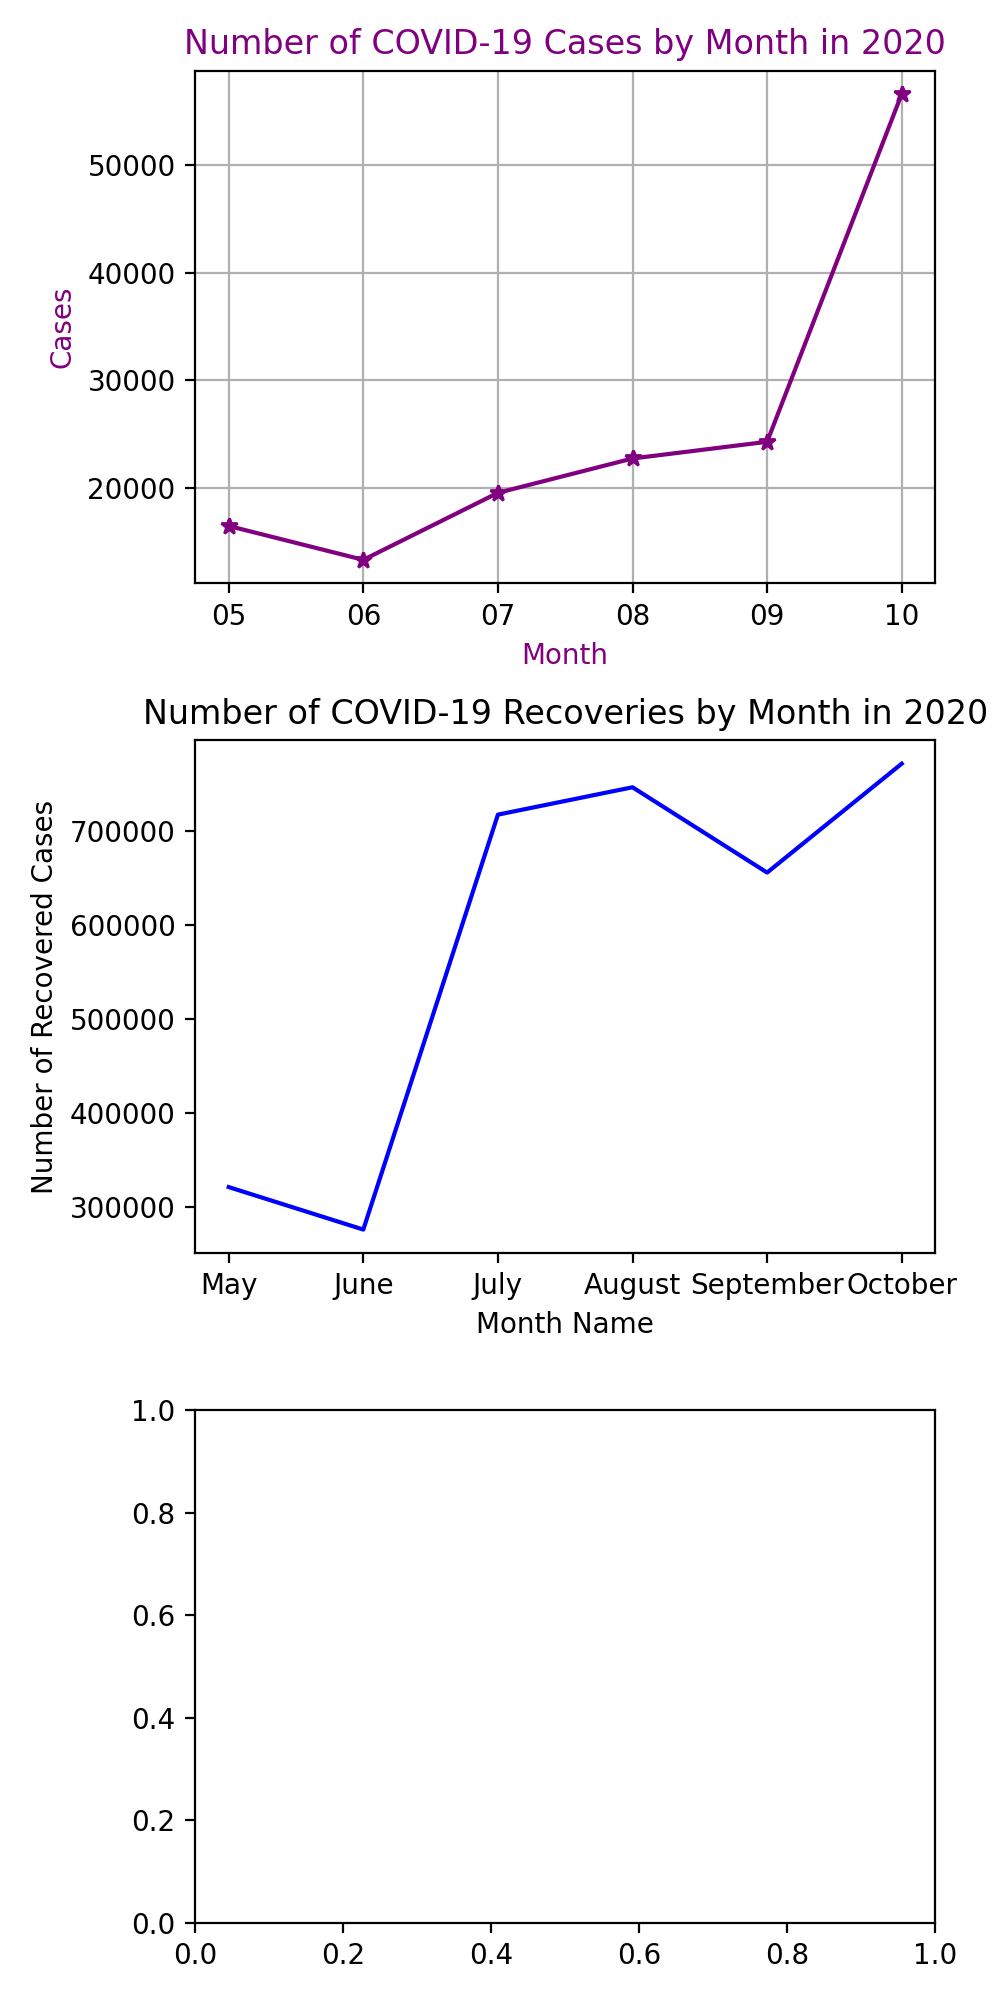 Number of COVID-19 Cases by Month in 2020
Cases
50000
40000
30000
20000
05 06 07 08 09 10
Month
Number of COVID-19 Recoveries by Month in 2020
Number of Recovered Cases
700000
600000
500000
400000
300000
May June July August September October
Month Name
1.0
0.8
0.6
0.4
0.2
0.0
0.0 0.2 0.4 0.6 0.8 1.0